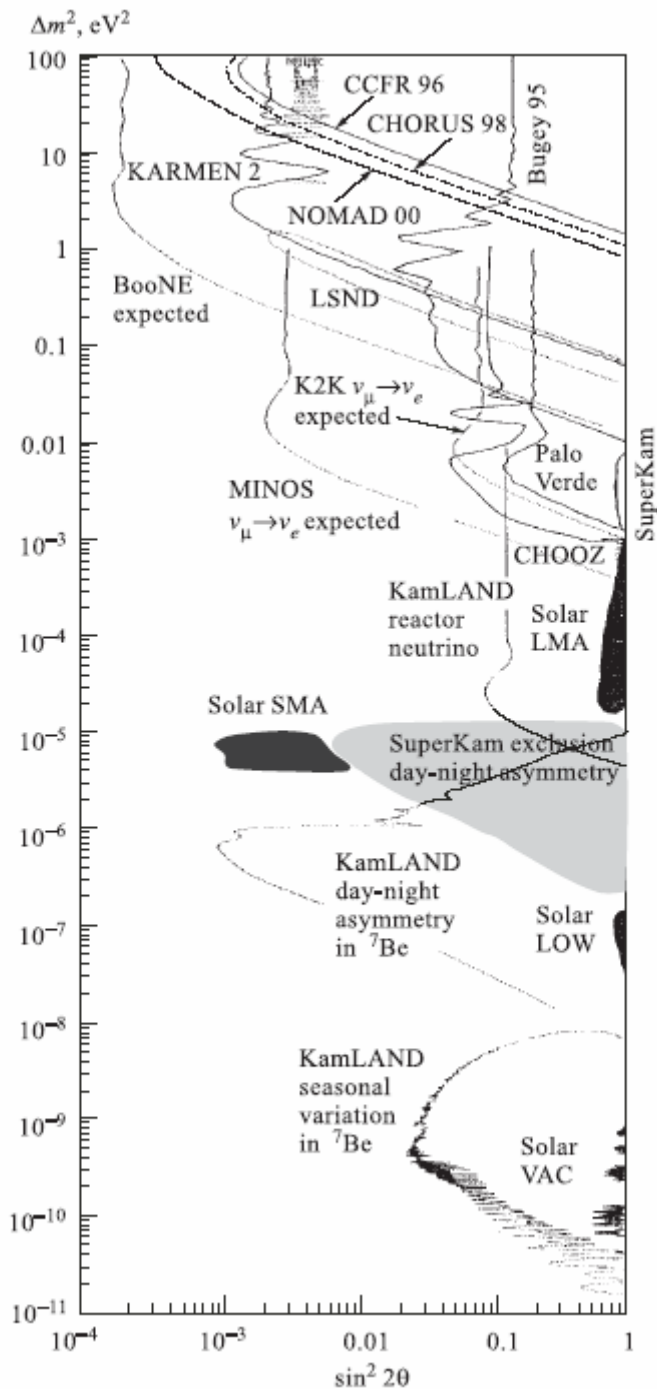 Δm², eV²
100
10
1
0.1
0.01
10⁻³
10⁻⁴
10⁻⁵
10⁻⁶
10⁻⁷
10⁻⁸
10⁻⁹
10⁻¹⁰
10⁻¹¹
CCFR 96
CHORUS 98
Bugey 95
KARMEN 2
NOMAD 00
BooNE
expected
LSND
K2K νμ→νe
expected
Palo
Verde
SuperKam
MINOS
νμ→νe expected
CHOOZ
KamLAND
reactor
neutrino
Solar
LMA
Solar SMA
SuperKam exclusion
day-night asymmetry
KamLAND
day-night
asymmetry
in ⁷Be
Solar
LOW
KamLAND
seasonal
variation
in ⁷Be
Solar
VAC
10⁻⁴ 10⁻³ 0.01 0.1 1
sin² 2θ